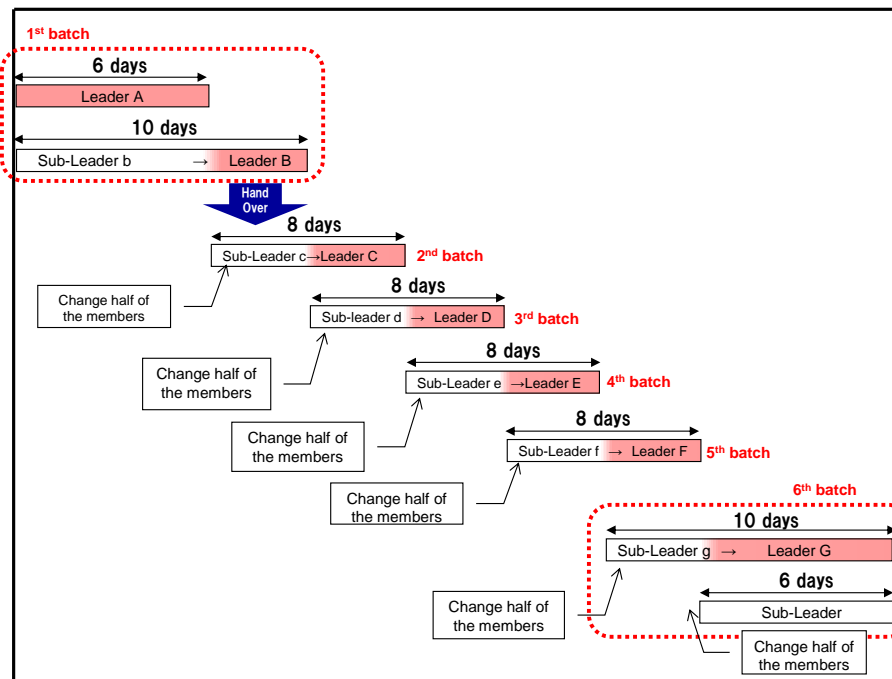 1st batch
6 days
Leader A
10 days
Sub-Leader b → Leader B
Hand
Over
8 days
Sub-Leader c→Leader C
2nd batch
Change half of
the members
8 days
Sub-leader d → Leader D
3rd batch
Change half of
the members
8 days
Sub-Leader e →Leader E
4th batch
Change half of
the members
8 days
Sub-Leader f → Leader F
5th batch
Change half of
the members
6th batch
10 days
Sub-Leader g → Leader G
Change half of
the members
6 days
Sub-Leader
Change half of
the members